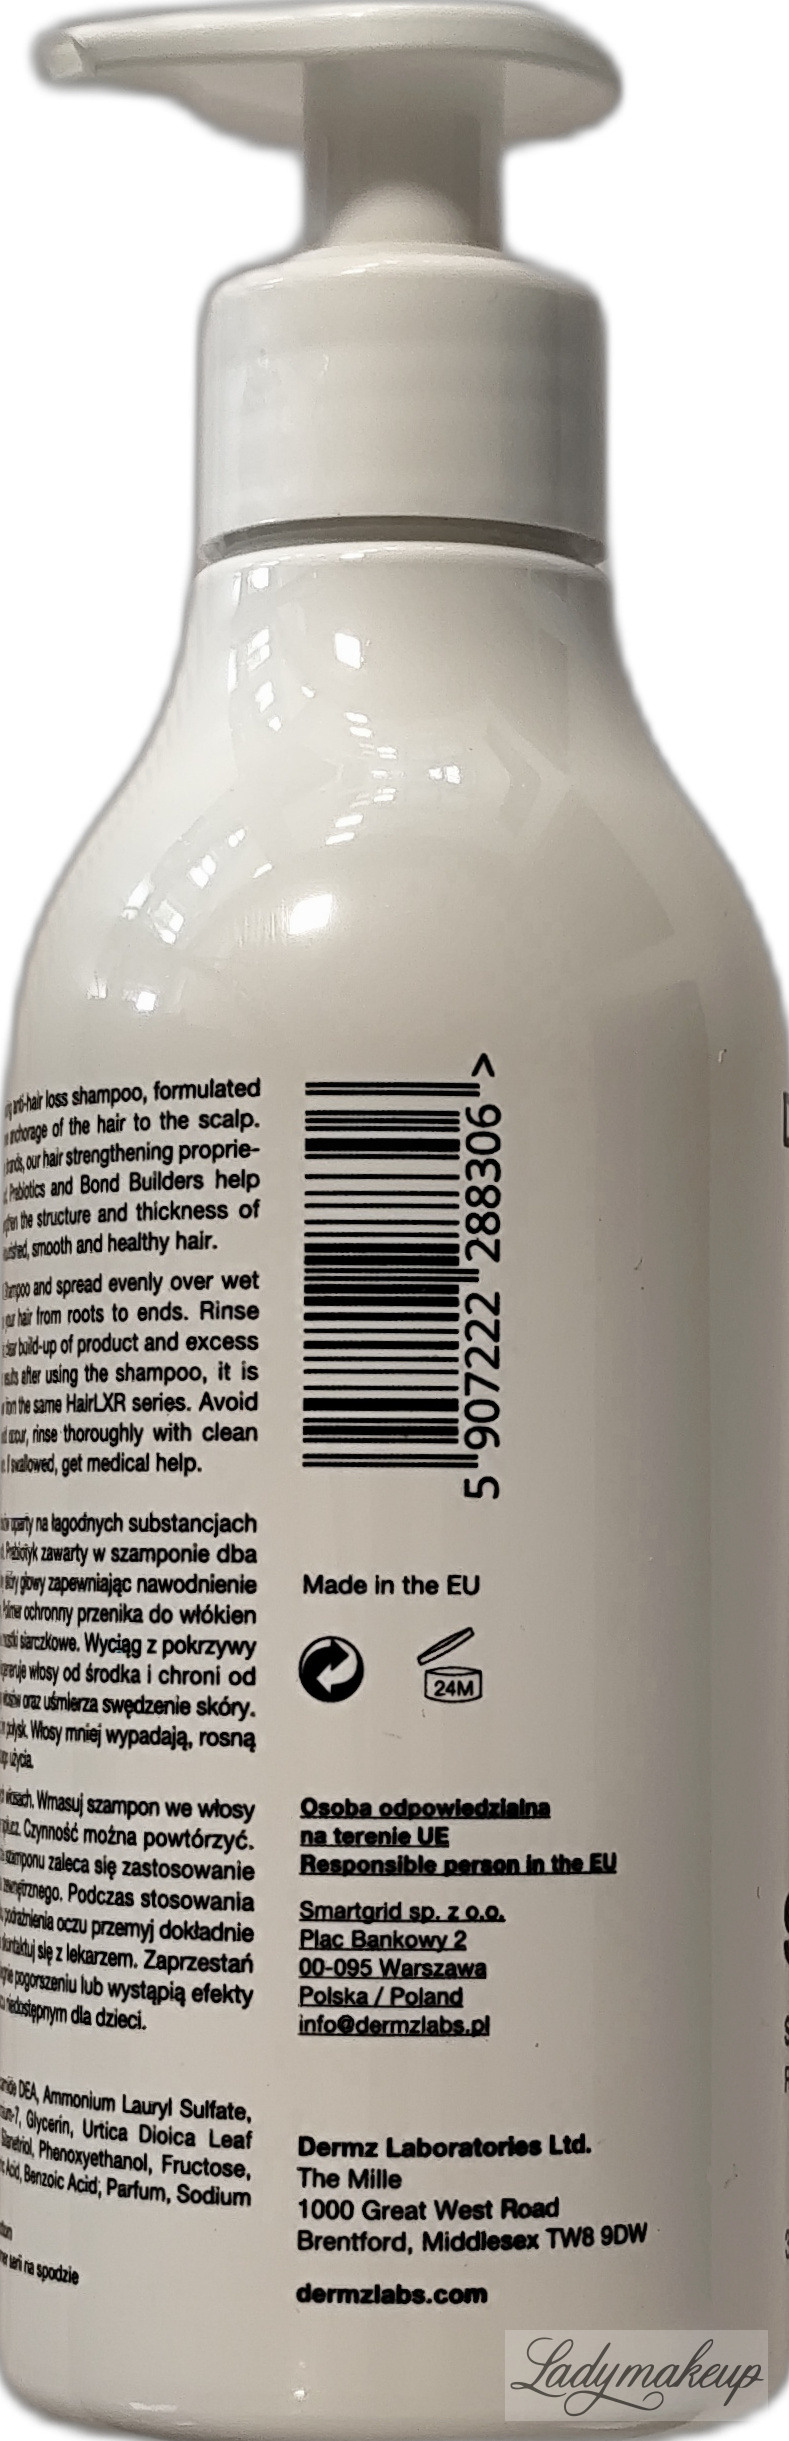 anti-hair loss shampoo, formulated
anchorage of the hair to the scalp.
our hair strengthening proprie-
Prebiotics and Bond Builders help
the structure and thickness of
smooth and healthy hair.
Shampoo and spread evenly over wet
your hair from roots to ends. Rinse
build-up of product and excess
after using the shampoo, it is
from the same HairLXR series. Avoid
occur, rinse thoroughly with clean
If swallowed, get medical help.
oparty na łagodnych substancjach
Prebiotyk zawarty w szamponie dba
skóry głowy zapewniając nawodnienie
Polimer ochronny przenika do włókien
mostki siarczkowe. Wyciąg z pokrzywy
włosy od środka i chroni od
oraz uśmierza swędzenie skóry.
połysk. Włosy mniej wypadają, rosną
użycia.
włosach. Wmasuj szampon we włosy
spłucz. Czynność można powtórzyć.
szamponu zaleca się zastosowanie
zewnętrznego. Podczas stosowania
podrażnienia oczu przemyj dokładnie
skontaktuj się z lekarzem. Zaprzestań
pogorszeniu lub wystąpią efekty
niedostępnym dla dzieci.
DEA, Ammonium Lauryl Sulfate,
Glycerin, Urtica Dioica Leaf
Phenoxyethanol, Fructose,
Acid, Benzoic Acid, Parfum, Sodium
na spodzie
5 907222 288306 >
Made in the EU
24M
Osoba odpowiedzialna
na terenie UE
Responsible person in the EU
Smartgrid sp. z o.o.
Plac Bankowy 2
00-095 Warszawa
Polska / Poland
info@dermzlabs.pl
Dermz Laboratories Ltd.
The Mille
1000 Great West Road
Brentford, Middlesex TW8 9DW
dermzlabs.com
Ladymakeup